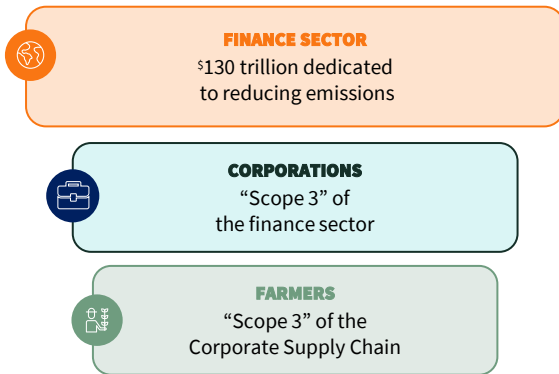 FINANCE SECTOR
$130 trillion dedicated
to reducing emissions
CORPORATIONS
“Scope 3” of
the finance sector
FARMERS
“Scope 3” of the
Corporate Supply Chain